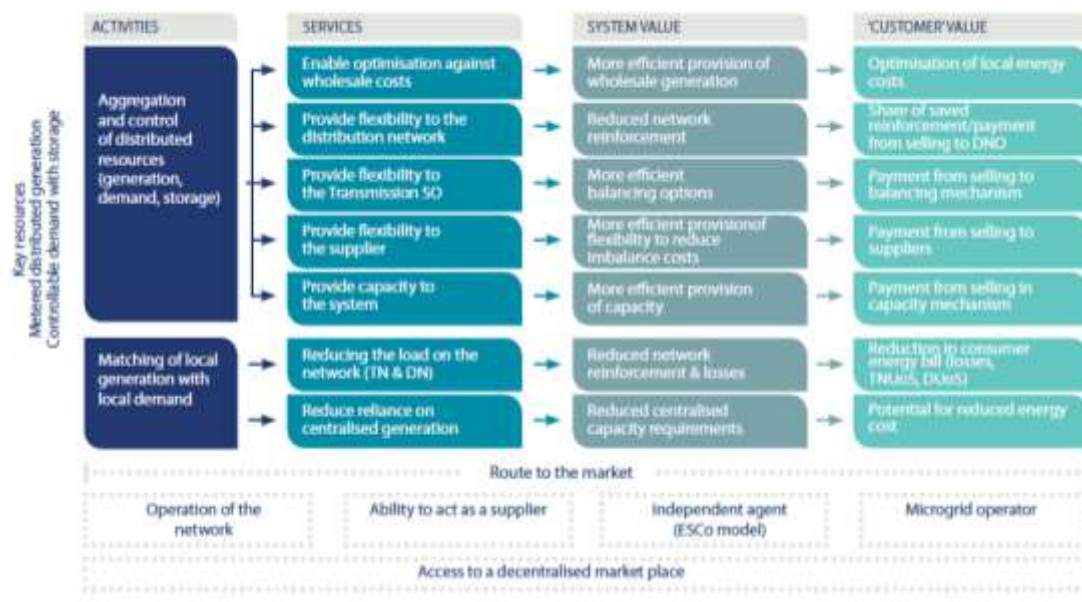 ACTIVITIES
SERVICES
SYSTEM VALUE
'CUSTOMER' VALUE
Key resources
Metered distributed generation
Controllable demand with storage
Aggregation
and control
of distributed
resources
(generation,
demand, storage)
Enable optimisation against
wholesale costs
More efficient provision of
wholesale generation
Optimisation of local energy
costs
Provide flexibility to the
distribution network
Reduced network
reinforcement
Share of saved
reinforcement/payment
from selling to DNO
Provide flexibility to
the Transmission SO
More efficient
balancing options
Payment from selling to
balancing mechanism
Provide flexibility to
the supplier
More efficient provisionof
flexibility to reduce
imbalance costs
Payment from selling to
suppliers
Provide capacity to
the system
More efficient provision
of capacity
Payment from selling in
capacity mechanism
Matching of local
generation with
local demand
Reducing the load on the
network (TN & DN)
Reduced network
reinforcement & losses
Reduction in consumer
energy bill (losses,
TNUoS, DUoS)
Reduce reliance on
centralised generation
Reduced centralised
capacity requirements
Potential for reduced energy
cost
Route to the market
Operation of the
network
Ability to act as a supplier
Independent agent
(ESCo model)
Microgrid operator
Access to a decentralised market place